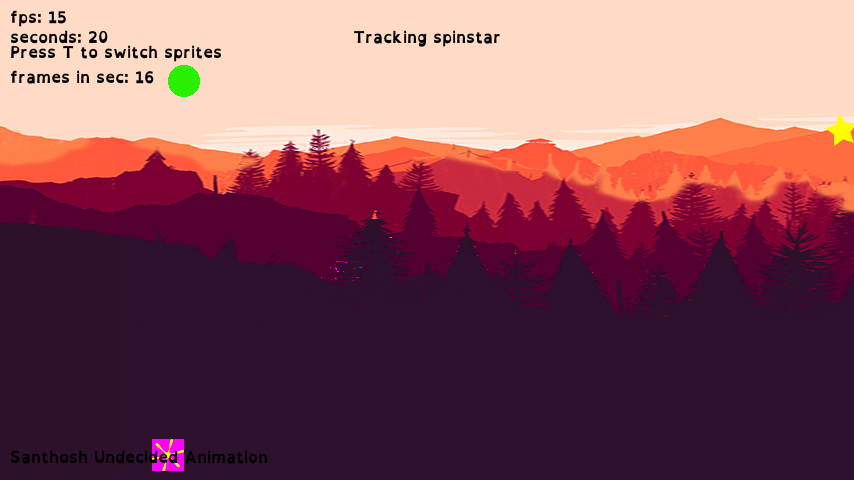 fps: 15
seconds: 20
Tracking spinstar
Press T to switch sprites
frames in sec: 16
Santhosh Undecided Animation